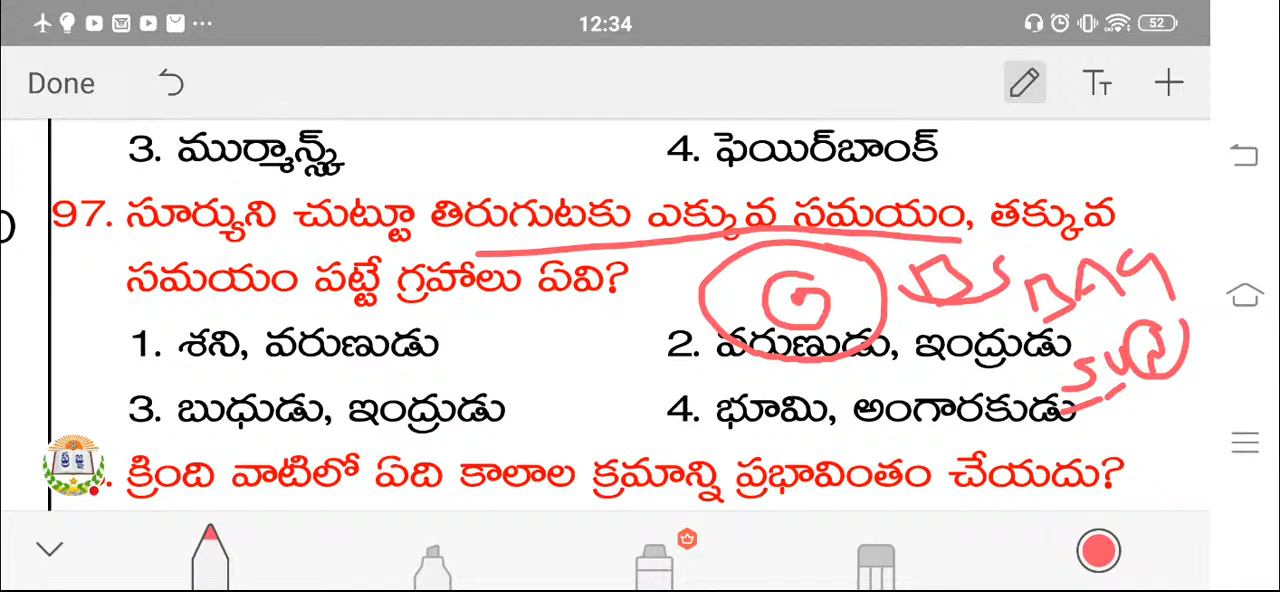 12:34
52
Done
3. ముర్మాన్స్క్ 4. ఫెయిర్‌బాంక్
97. సూర్యుని చుట్టూ తిరుగుటకు ఎక్కువ సమయం, తక్కువ
సమయం పట్టే గ్రహాలు ఏవి?
1. శని, వరుణుడు 2. వరుణుడు, ఇంద్రుడు
3. బుధుడు, ఇంద్రుడు 4. భూమి, అంగారకుడు
క్రింది వాటిలో ఏది కాలాల క్రమాన్ని ప్రభావింతం చేయదు?